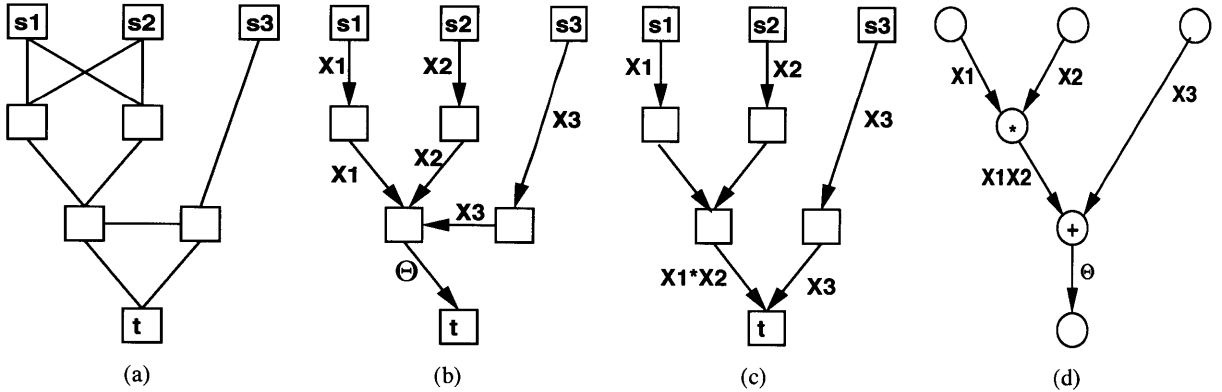 s1 s2 s3 s1 s2 s3 s1 s2 s3
X1 X2 X1 X2 X1 X2
X3 X3 X3
*
X1 X2 X1X2
X3 +
Θ X1*X2 X3 Θ
t t t
(a) (b) (c) (d)